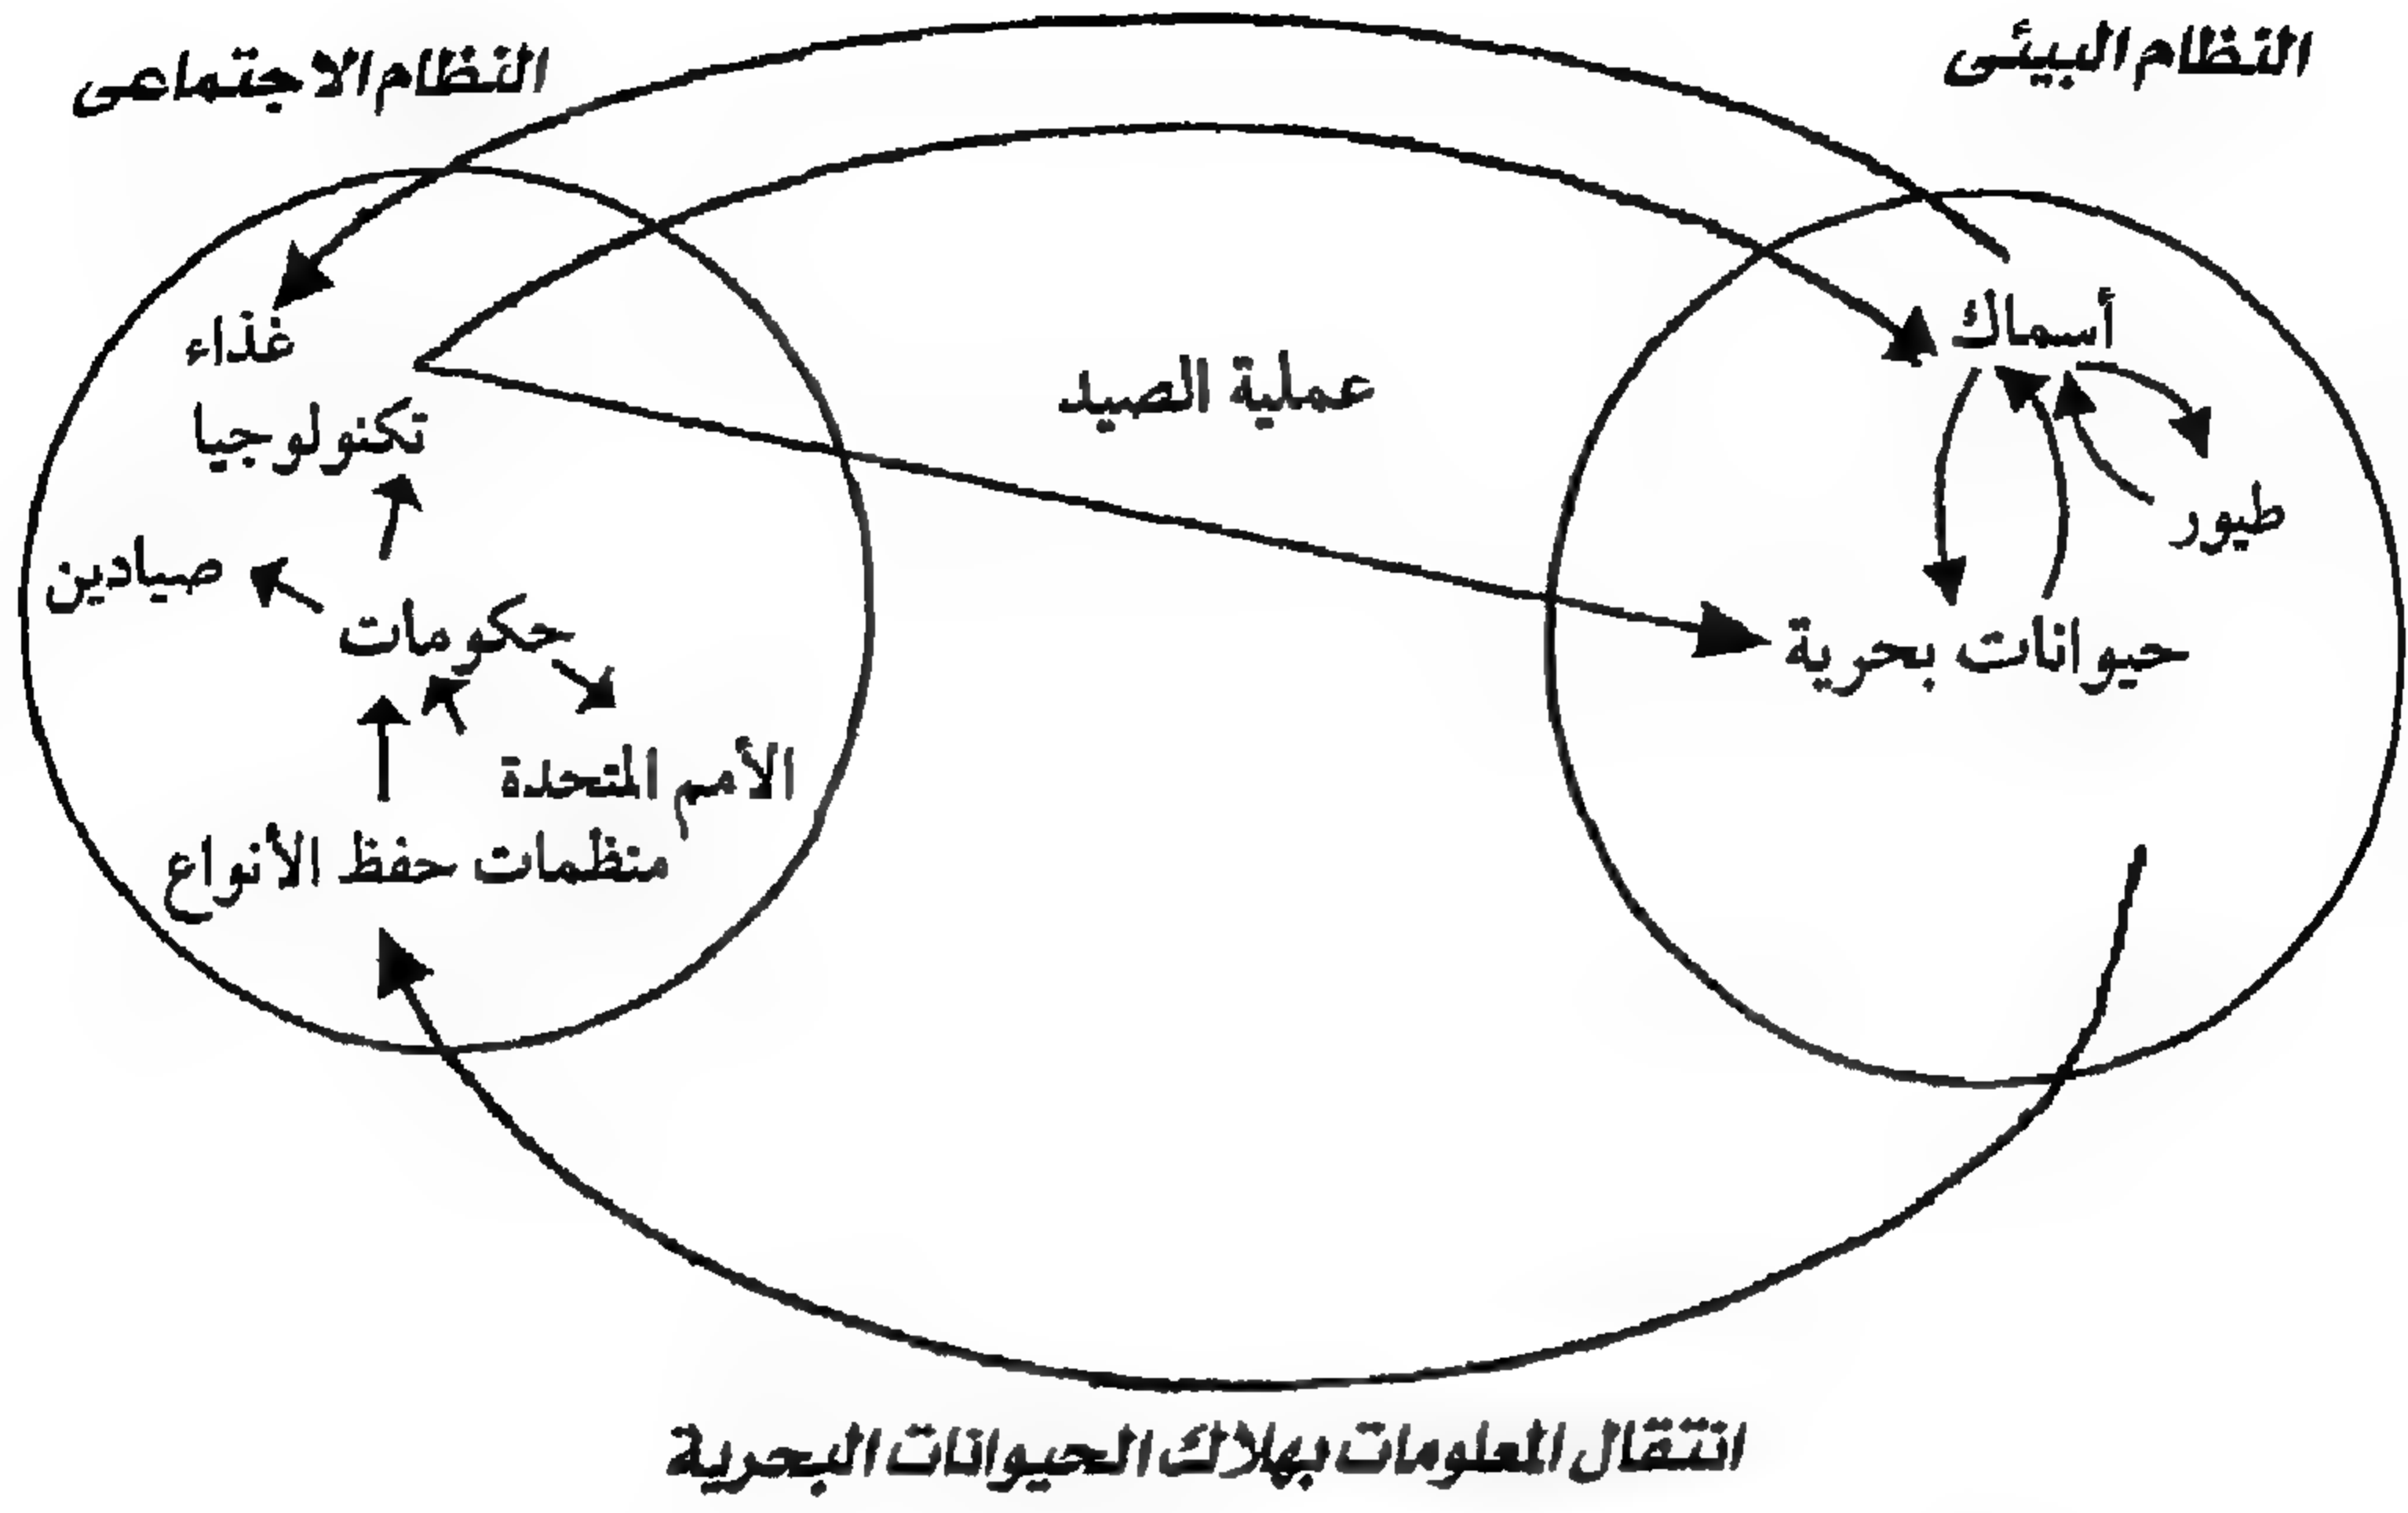 النظام البيئى
النظام الاجتماعى
أسماك
طيور
حيوانات بحرية
عملية الصيد
غذاء
تكنولوجيا
صيادين
حكومات
الأمم المتحدة
منظمات حفظ الأنواع
انتقال المعلومات بهلاك الحيوانات البحرية